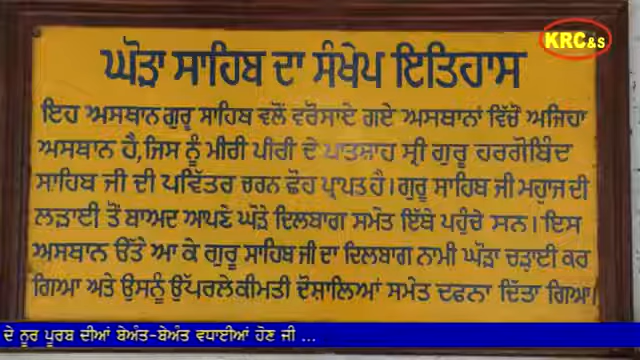 KRC&S
ਘੋੜਾ ਸਾਹਿਬ ਦਾ ਸੰਖੇਪ ਇਤਿਹਾਸ
ਇਹ ਅਸਥਾਨ ਗੁਰੂ ਸਾਹਿਬ ਵਲੋਂ ਵਰੋਸਾਏ ਗਏ ਅਸਥਾਨਾਂ ਵਿੱਚੋਂ ਅਜਿਹਾ
ਅਸਥਾਨ ਹੈ, ਜਿਸ ਨੂੰ ਮੀਰੀ ਪੀਰੀ ਦੇ ਪਾਤਸ਼ਾਹ ਸ੍ਰੀ ਗੁਰੂ ਹਰਗੋਬਿੰਦ
ਸਾਹਿਬ ਜੀ ਦੀ ਪਵਿੱਤਰ ਚਰਨ ਛੋਹ ਪ੍ਰਾਪਤ ਹੈ। ਗੁਰੂ ਸਾਹਿਬ ਜੀ ਮਹਾਜ ਦੀ
ਲੜਾਈ ਤੋਂ ਬਾਅਦ ਆਪਣੇ ਘੋੜੇ ਦਿਲਬਾਗ ਸਮੇਤ ਇੱਥੇ ਪਹੁੰਚੇ ਸਨ। ਇਸ
ਅਸਥਾਨ ਉੱਤੇ ਆ ਕੇ ਗੁਰੂ ਸਾਹਿਬ ਜੀ ਦਾ ਦਿਲਬਾਗ ਨਾਮੀ ਘੋੜਾ ਚੜ੍ਹਾਈ ਕਰ
ਗਿਆ ਅਤੇ ਉਸਨੂੰ ਉੱਪਰਲੇ ਕੀਮਤੀ ਦੋਸ਼ਾਲਿਆਂ ਸਮੇਤ ਦਫਨਾ ਦਿੱਤਾ ਗਿਆ।
ਦੇ ਨੂਰ ਪੂਰਬ ਦੀਆਂ ਬੇਅੰਤ-ਬੇਅੰਤ ਵਧਾਈਆਂ ਹੋਣ ਜੀ ...